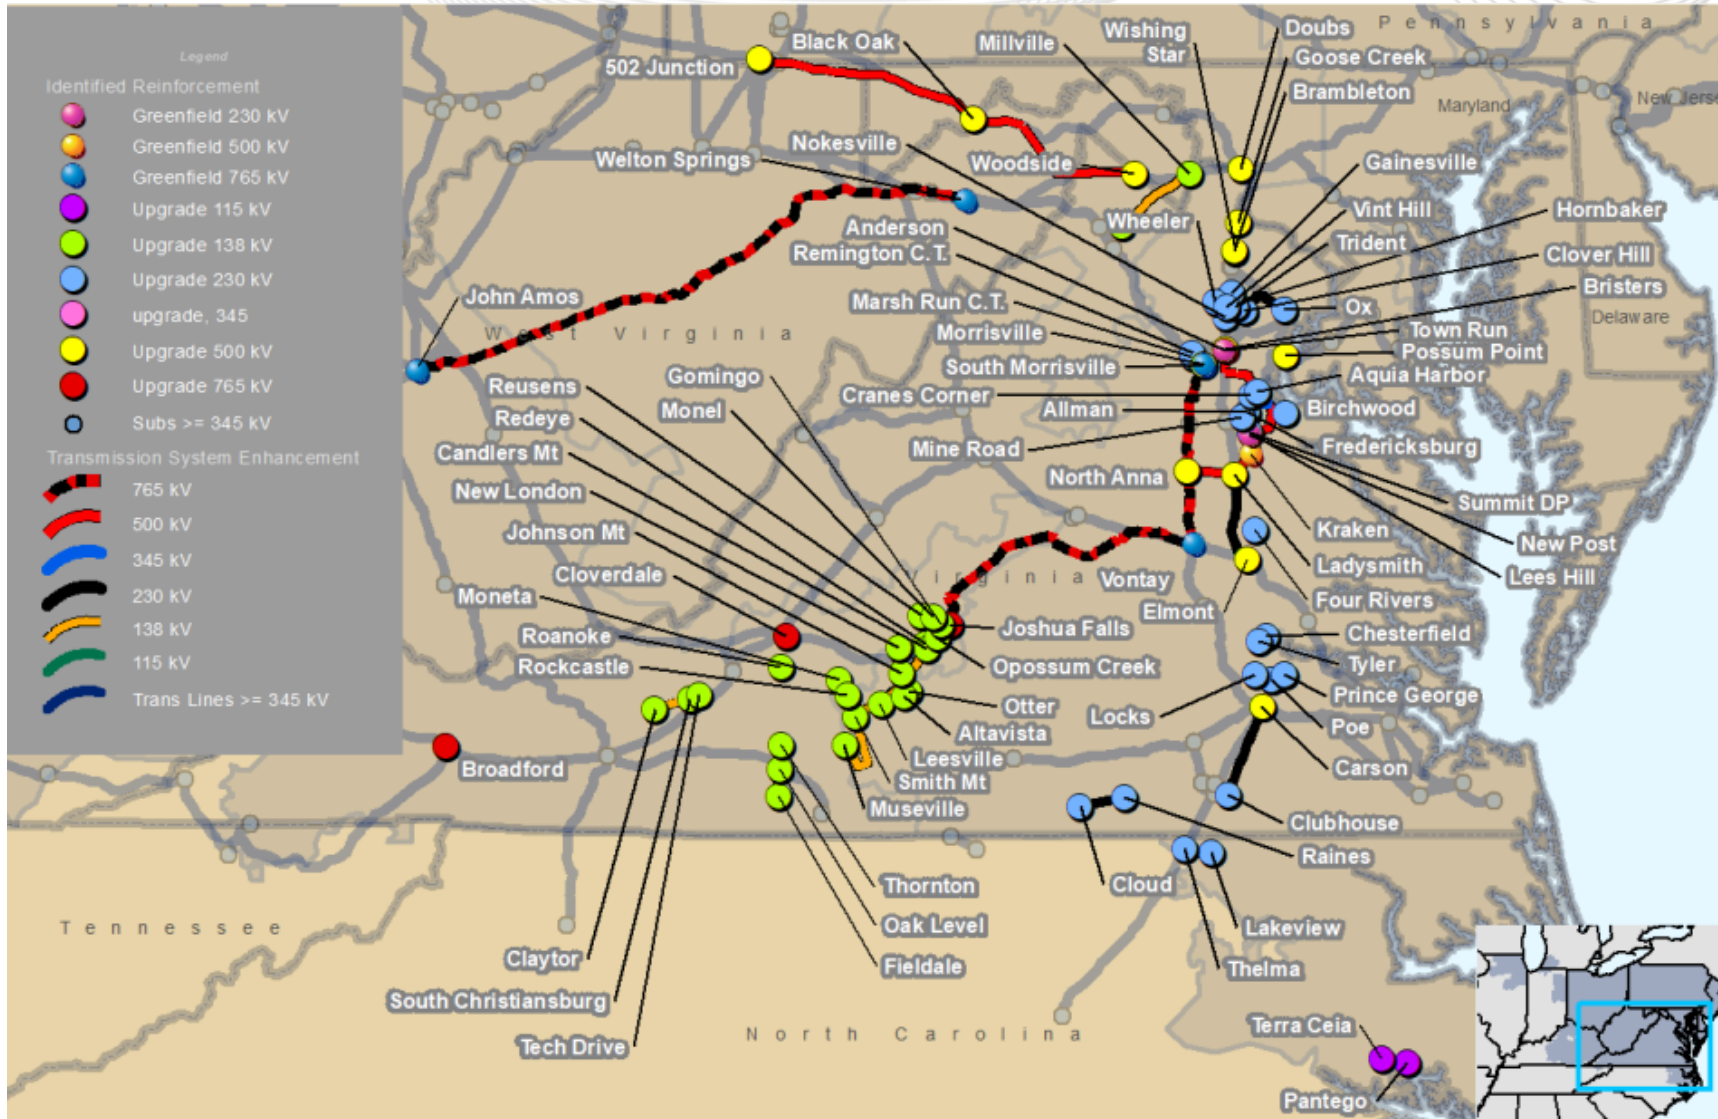 Legend
Identified Reinforcement
Greenfield 230 kV
Greenfield 500 kV
Greenfield 765 kV
Upgrade 115 kV
Upgrade 138 kV
Upgrade 230 kV
upgrade, 345
Upgrade 500 kV
Upgrade 765 kV
Subs >= 345 kV
Transmission System Enhancement
765 kV
500 kV
345 kV
230 kV
138 kV
115 kV
Trans Lines >= 345 kV
Pennsylvania
Maryland
New Jerse
Delaware
West Virginia
Virginia
Tennessee
North Carolina
502 Junction
Black Oak
Millville
Wishing
Star
Doubs
Goose Creek
Brambleton
Nokesville
Welton Springs
Woodside
Gainesville
Wheeler
Vint Hill
Hornbaker
Anderson
Trident
Remington C.T.
Clover Hill
Bristers
John Amos
Marsh Run C.T.
Ox
Morrisville
Town Run
Possum Point
South Morrisville
Aquia Harbor
Gomingo
Reusens
Cranes Corner
Monel
Allman
Birchwood
Redeye
Mine Road
Fredericksburg
Candlers Mt
North Anna
New London
Summit DP
Kraken
Johnson Mt
New Post
Cloverdale
Ladysmith
Lees Hill
Vontay
Moneta
Elmont
Four Rivers
Roanoke
Joshua Falls
Chesterfield
Rockcastle
Opossum Creek
Tyler
Prince George
Otter
Locks
Poe
Altavista
Leesville
Broadford
Carson
Smith Mt
Museville
Clubhouse
Raines
Thornton
Cloud
Oak Level
Lakeview
Claytor
Fieldale
Thelma
South Christiansburg
Terra Ceia
Tech Drive
Pantego